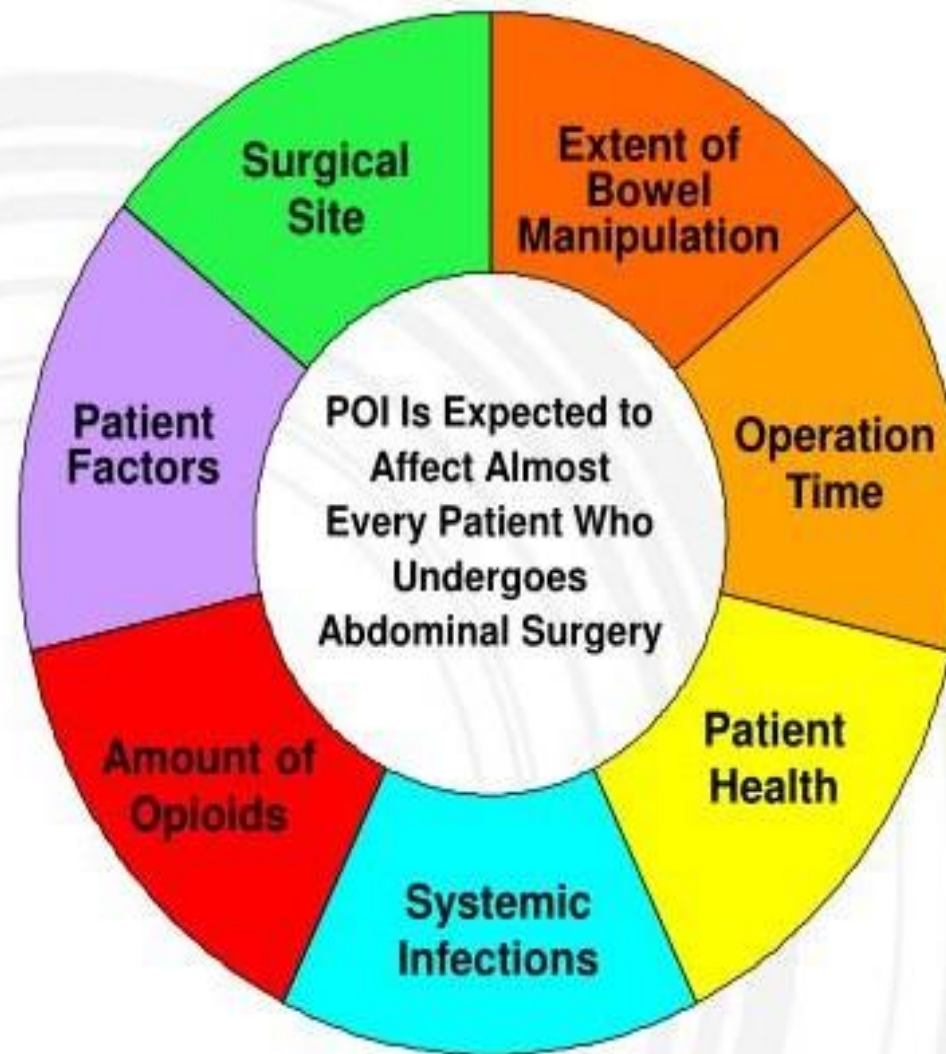 Surgical
Site
Extent of
Bowel
Manipulation
Patient
Factors
POI Is Expected to
Affect Almost
Every Patient Who
Undergoes
Abdominal Surgery
Operation
Time
Amount of
Opioids
Patient
Health
Systemic
Infections